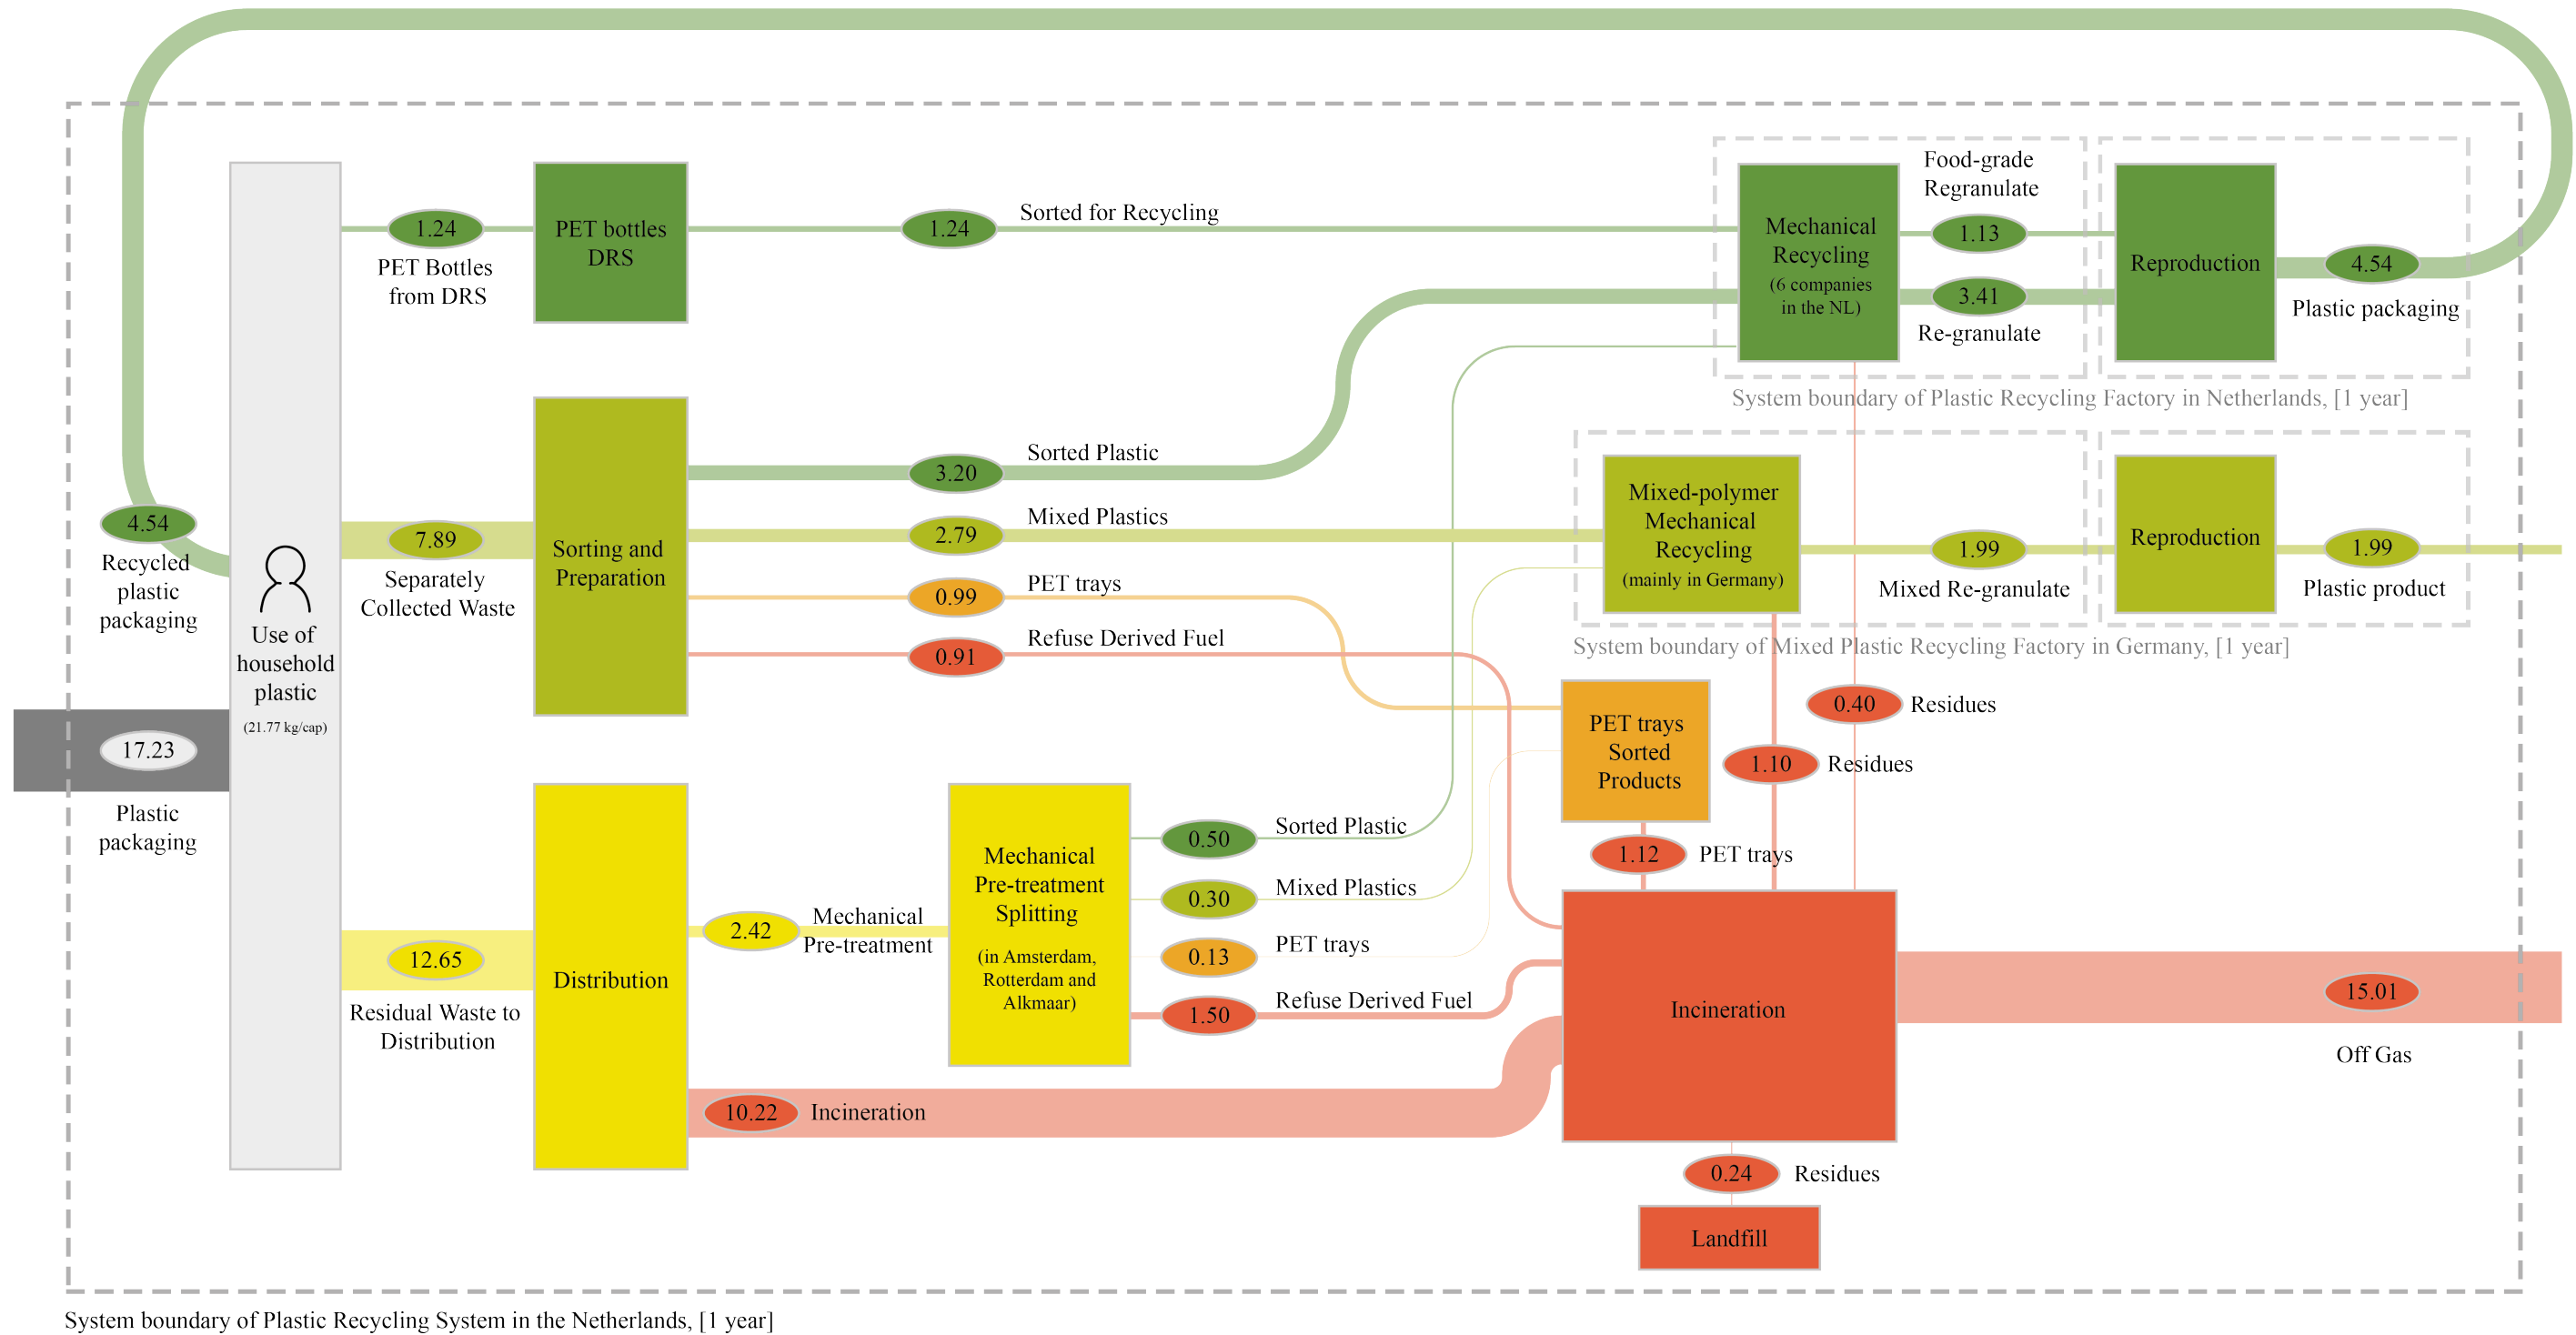 1.24
PET Bottles
from DRS
PET bottles
DRS
1.24
Sorted for Recycling
Mechanical
Recycling
(6 companies
in the NL)
Food-grade
Regranulate
1.13
3.41
Re-granulate
Reproduction
4.54
Plastic packaging
System boundary of Plastic Recycling Factory in Netherlands, [1 year]
4.54
Recycled
plastic
packaging
17.23
Plastic
packaging
Use of
household
plastic
(21.77 kg/cap)
7.89
Separately
Collected Waste
Sorting and
Preparation
Sorted Plastic
3.20
Mixed Plastics
2.79
PET trays
0.99
Refuse Derived Fuel
0.91
Mixed-polymer
Mechanical
Recycling
(mainly in Germany)
1.99
Mixed Re-granulate
Reproduction
1.99
Plastic product
System boundary of Mixed Plastic Recycling Factory in Germany, [1 year]
PET trays
Sorted
Products
0.40 Residues
1.10 Residues
1.12 PET trays
12.65
Residual Waste to
Distribution
Distribution
2.42
Mechanical
Pre-treatment
Mechanical
Pre-treatment
Splitting
(in Amsterdam,
Rotterdam and
Alkmaar)
0.50 Sorted Plastic
0.30 Mixed Plastics
0.13 PET trays
1.50 Refuse Derived Fuel
10.22 Incineration
Incineration
15.01
Off Gas
0.24 Residues
Landfill
System boundary of Plastic Recycling System in the Netherlands, [1 year]